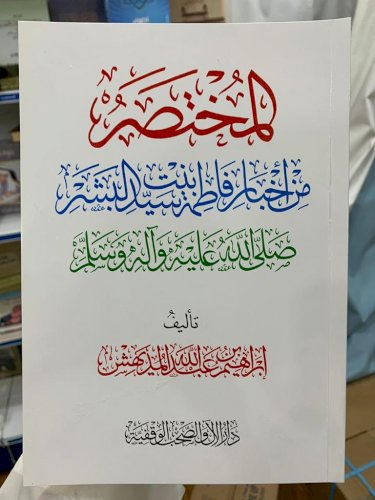 المختصر
من أخبار فاطمة بنت سيد البشر
صلى الله عليه وآله وسلم
تأليف
إبراهيم بن عبد الله المديهش
دار الآل والصحب الوقفية